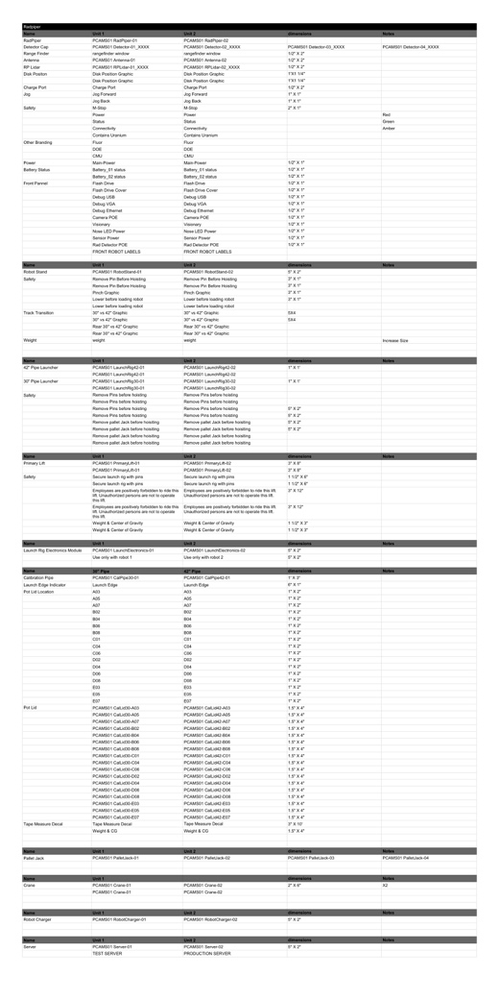 Radpiper
Name Unit 1 Unit 2 dimensions Notes
RadPiper PCAMS01 RadPiper-01 PCAMS01 RadPiper-02
Detector Cap PCAMS01 Detector-01_XXXX PCAMS01 Detector-02_XXXX PCAMS01 Detector-03_XXXX PCAMS01 Detector-04_XXXX
Range Finder rangefinder window rangefinder window 1/2" X 2"
Antenna PCAMS01 Antenna-01 PCAMS01 Antenna-02 1/2" X 2"
RP Lidar PCAMS01 RPLidar-01_XXXX PCAMS01 RPLidar-02_XXXX 1/2" X 2"
Disk Position Disk Position Graphic Disk Position Graphic 1"X1 1/4"
Disk Position Graphic Disk Position Graphic 1"X1 1/4"
Charge Port Charge Port Charge Port 1/2" X 2"
Jog Jog Forward Jog Forward 1" X 1"
Jog Back Jog Back 1" X 1"
Safety M-Stop M-Stop 2" X 1"
Power Power Red
Status Status Green
Connectivity Connectivity Amber
Contains Uranium Contains Uranium
Other Branding Fluor Fluor
DOE DOE
CMU CMU
Power Main-Power Main-Power 1/2" X 1"
Battery Status Battery_01 status Battery_01 status 1/2" X 1"
Battery_02 status Battery_02 status 1/2" X 1"
Front Pannel Flash Drive Flash Drive 1/2" X 1"
Flash Drive Cover Flash Drive Cover 1/2" X 1"
Debug USB Debug USB 1/2" X 1"
Debug VGA Debug VGA 1/2" X 1"
Debug Ethernet Debug Ethernet 1/2" X 1"
Camera POE Camera POE 1/2" X 1"
Visionary Visionary 1/2" X 1"
Nose LED Power Nose LED Power 1/2" X 1"
Sensor Power Sensor Power 1/2" X 1"
Rad Detector POE Rad Detector POE 1/2" X 1"
FRONT ROBOT LABELS FRONT ROBOT LABELS
Name Unit 1 Unit 2 dimensions Notes
Robot Stand PCAMS01 RobotStand-01 PCAMS01 RobotStand-02 5" X 2"
Safety Remove Pin Before Hoisting Remove Pin Before Hoisting 3" X 1"
Remove Pin Before Hoisting Remove Pin Before Hoisting 3" X 1"
Pinch Graphic Pinch Graphic 3" X 1"
Lower before loading robot Lower before loading robot 3" X 1"
Lower before loading robot Lower before loading robot
Track Transition 30" vs 42" Graphic 30" vs 42" Graphic 5X4
30" vs 42" Graphic 30" vs 42" Graphic 5X4
Rear 30" vs 42" Graphic Rear 30" vs 42" Graphic
Rear 30" vs 42" Graphic Rear 30" vs 42" Graphic
Weight weight weight Increase Size
Name Unit 1 Unit 2 dimensions Notes
42" Pipe Launcher PCAMS01 LaunchRig42-01 PCAMS01 LaunchRig42-02 1" X 1'
PCAMS01 LaunchRig42-01 PCAMS01 LaunchRig42-02
30" Pipe Launcher PCAMS01 LaunchRig30-01 PCAMS01 LaunchRig30-02 1" X 1'
PCAMS01 LaunchRig30-01 PCAMS01 LaunchRig30-02
Safety Remove Pins before hoisting Remove Pins before hoisting
Remove Pins before hoisting Remove Pins before hoisting
Remove Pins before hoisting Remove Pins before hoisting 5" X 2"
Remove Pins before hoisting Remove Pins before hoisting 5" X 2"
Remove pallet Jack before hoisiting Remove pallet Jack before hoisiting 5" X 2"
Remove pallet Jack before hoisiting Remove pallet Jack before hoisiting 5" X 2"
Remove pallet Jack before hoisiting Remove pallet Jack before hoisiting
Remove pallet Jack before hoisiting Remove pallet Jack before hoisiting
Name Unit 1 Unit 2 dimensions Notes
Primary Lift PCAMS01 PrimaryLift-01 PCAMS01 PrimaryLift-02 3" X 8"
PCAMS01 PrimaryLift-01 PCAMS01 PrimaryLift-02 3" X 8"
Safety Secure launch rig with pins Secure launch rig with pins 1 1/2" X 6"
Secure launch rig with pins Secure launch rig with pins 1 1/2" X 6"
Employees are positively forbidden to ride this Employees are positively forbidden to ride this 3" X 12"
lift. Unauthorized persons are not to operate lift. Unauthorized persons are not to operate this lift.
this lift.
Employees are positively forbidden to ride this Employees are positively forbidden to ride this 3" X 12"
lift. Unauthorized persons are not to operate lift. Unauthorized persons are not to operate this lift.
this lift.
Weight & Center of Gravity Weight & Center of Gravity 1 1/2" X 3"
Weight & Center of Gravity Weight & Center of Gravity 1 1/2" X 3"
Name Unit 1 Unit 2 dimensions Notes
Launch Rig Electronics Module PCAMS01 LaunchElectronics-01 PCAMS01 LaunchElectronics-02 5" X 2"
Use only with robot 1 Use only with robot 2 5" X 2"
Name 30" Pipe 42" Pipe dimensions Notes
Calibration Pipe PCAMS01 CalPipe30-01 PCAMS01 CalPipe42-01 1" X 3"
Launch Edge Indicator Launch Edge Launch Edge 6" X 1"
Pot Lid Location A03 A03 1" X 2"
A05 A05 1" X 2"
A07 A07 1" X 2"
B02 B02 1" X 2"
B04 B04 1" X 2"
B06 B06 1" X 2"
B08 B08 1" X 2"
C01 C01 1" X 2"
C04 C04 1" X 2"
C06 C06 1" X 2"
D02 D02 1" X 2"
D04 D04 1" X 2"
D06 D06 1" X 2"
D08 D08 1" X 2"
E03 E03 1" X 2"
E05 E05 1" X 2"
E07 E07 1" X 2"
Pot Lid PCAMS01 CalLid30-A03 PCAMS01 CalLid42-A03 1.5" X 4"
PCAMS01 CalLid30-A05 PCAMS01 CalLid42-A05 1.5" X 4"
PCAMS01 CalLid30-A07 PCAMS01 CalLid42-A07 1.5" X 4"
PCAMS01 CalLid30-B02 PCAMS01 CalLid42-B02 1.5" X 4"
PCAMS01 CalLid30-B04 PCAMS01 CalLid42-B04 1.5" X 4"
PCAMS01 CalLid30-B06 PCAMS01 CalLid42-B06 1.5" X 4"
PCAMS01 CalLid30-B08 PCAMS01 CalLid42-B08 1.5" X 4"
PCAMS01 CalLid30-C01 PCAMS01 CalLid42-C01 1.5" X 4"
PCAMS01 CalLid30-C04 PCAMS01 CalLid42-C04 1.5" X 4"
PCAMS01 CalLid30-C06 PCAMS01 CalLid42-C06 1.5" X 4"
PCAMS01 CalLid30-D02 PCAMS01 CalLid42-D02 1.5" X 4"
PCAMS01 CalLid30-D04 PCAMS01 CalLid42-D04 1.5" X 4"
PCAMS01 CalLid30-D06 PCAMS01 CalLid42-D06 1.5" X 4"
PCAMS01 CalLid30-D08 PCAMS01 CalLid42-D08 1.5" X 4"
PCAMS01 CalLid30-E03 PCAMS01 CalLid42-E03 1.5" X 4"
PCAMS01 CalLid30-E05 PCAMS01 CalLid42-E05 1.5" X 4"
PCAMS01 CalLid30-E07 PCAMS01 CalLid42-E07 1.5" X 4"
Tape Measure Decal Tape Measure Decal Tape Measure Decal 3" X 10'
Weight & CG Weight & CG 1.5" X 4"
Name Unit 1 Unit 2 dimensions Notes
Pallet Jack PCAMS01 PalletJack-01 PCAMS01 PalletJack-02 PCAMS01 PalletJack-03 PCAMS01 PalletJack-04
Name Unit 1 Unit 2 dimensions Notes
Crane PCAMS01 Crane-01 PCAMS01 Crane-02 2" X 6" X2
PCAMS01 Crane-01 PCAMS01 Crane-02
Name Unit 1 Unit 2 dimensions Notes
Robot Charger PCAMS01 RobotCharger-01 PCAMS01 RobotCharger-02 5" X 2"
Name Unit 1 Unit 2 dimensions Notes
Server PCAMS01 Server-01 PCAMS01 Server-02 5" X 2"
TEST SERVER PRODUCTION SERVER